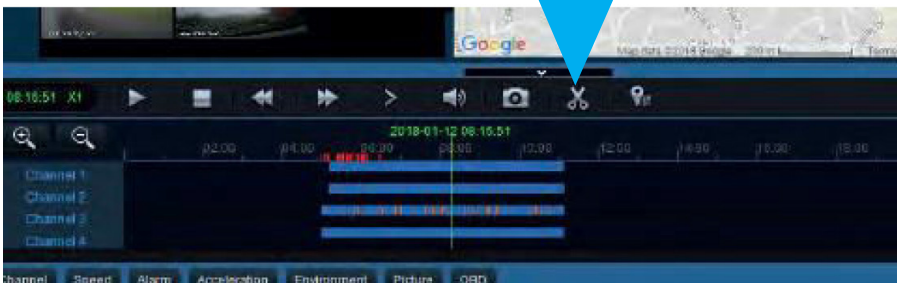 Google
08:16:51 X1
2018-01-12 08:16:51
02:00 04:00 06:00 08:00 10:00 12:00 14:00 16:00 18:00
Channel 1
Channel 2
Channel 3
Channel 4
Channel Speed Alarm Acceleration Environment Picture OBD